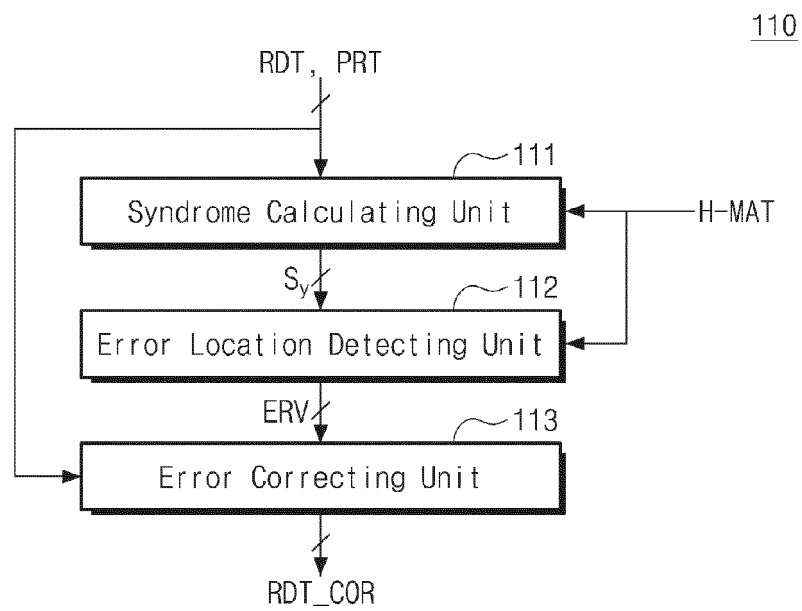 110
RDT, PRT
111
Syndrome Calculating Unit
H-MAT
Sy
112
Error Location Detecting Unit
ERV
113
Error Correcting Unit
RDT_COR